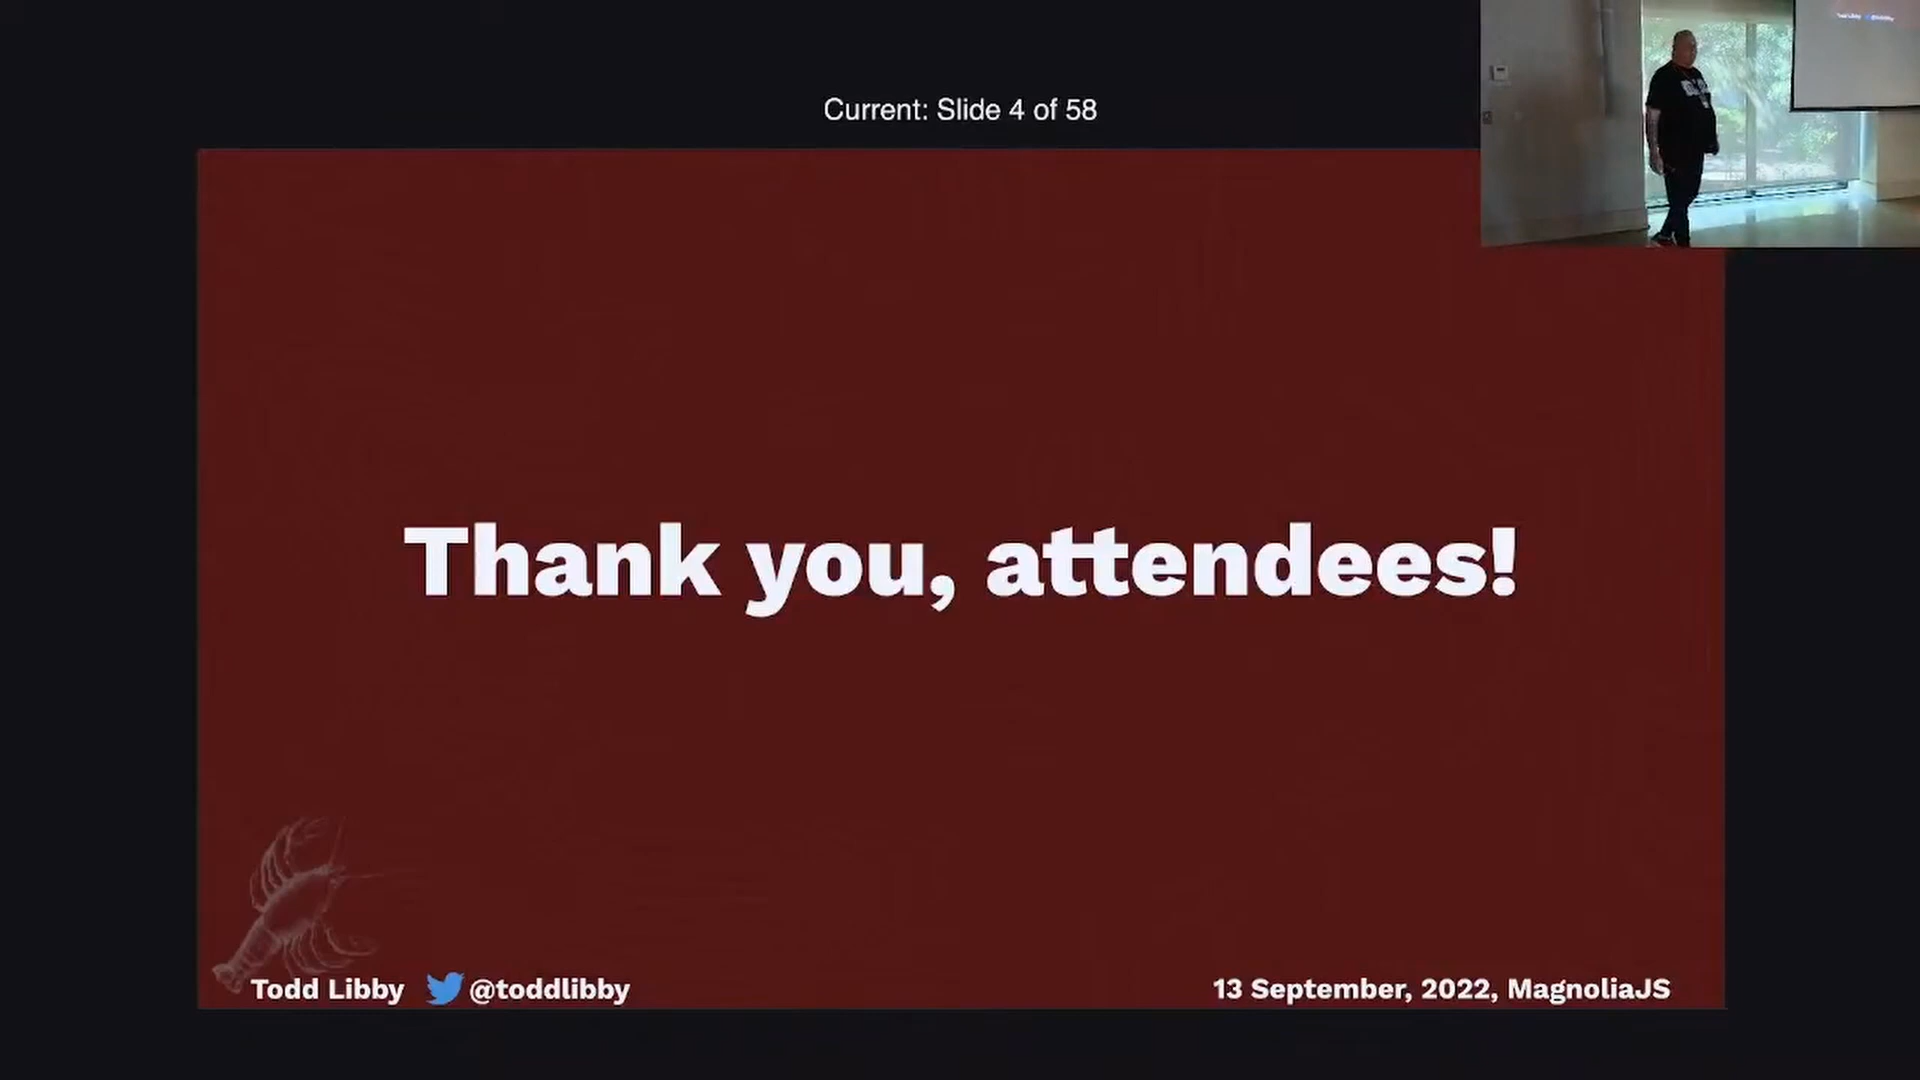 Current: Slide 4 of 58
Thank you, attendees!
Todd Libby @toddlibby
13 September, 2022, MagnoliaJS